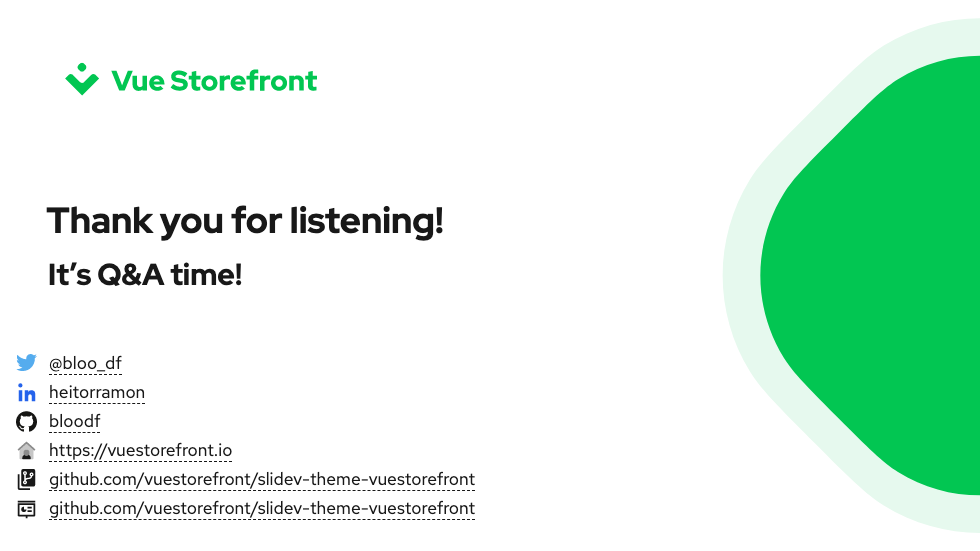 Vue Storefront
Thank you for listening!
It’s Q&A time!
@bloo_df
heitorramon
bloodf
https://vuestorefront.io
github.com/vuestorefront/slidev-theme-vuestorefront
github.com/vuestorefront/slidev-theme-vuestorefront